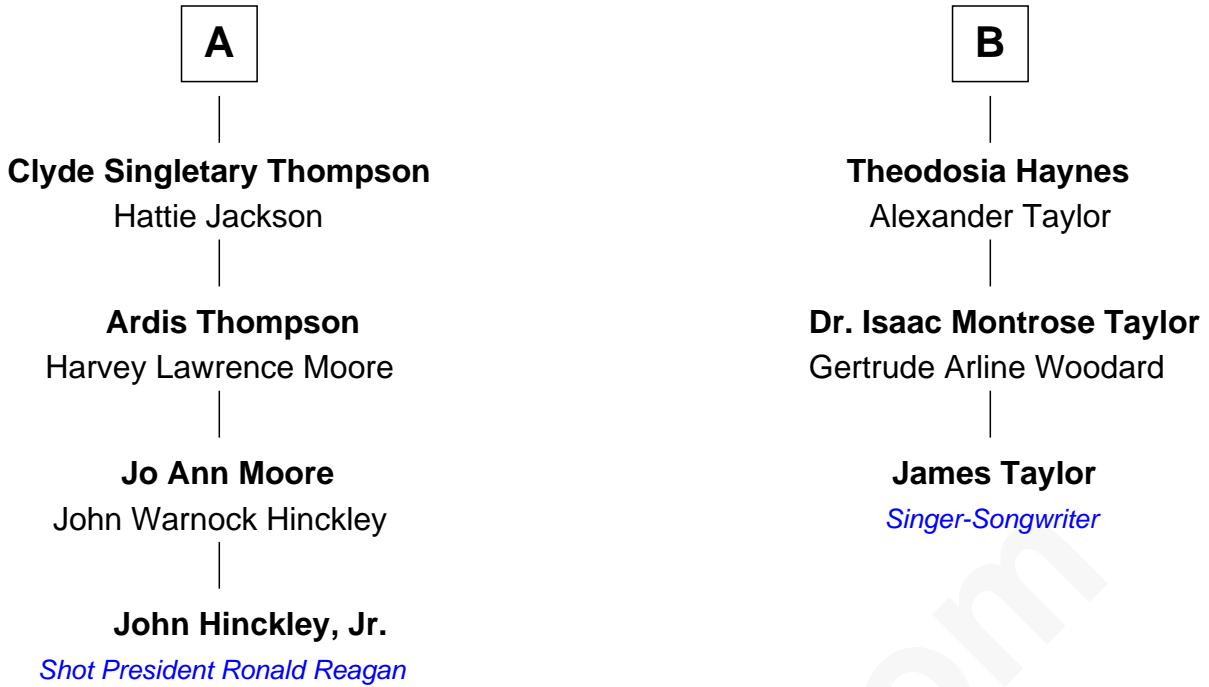 A
Clyde Singletary Thompson
Hattie Jackson
Ardis Thompson
Harvey Lawrence Moore
Jo Ann Moore
John Warnock Hinckley
John Hinckley, Jr.
Shot President Ronald Reagan
B
Theodosia Haynes
Alexander Taylor
Dr. Isaac Montrose Taylor
Gertrude Arline Woodard
James Taylor
Singer-Songwriter
om